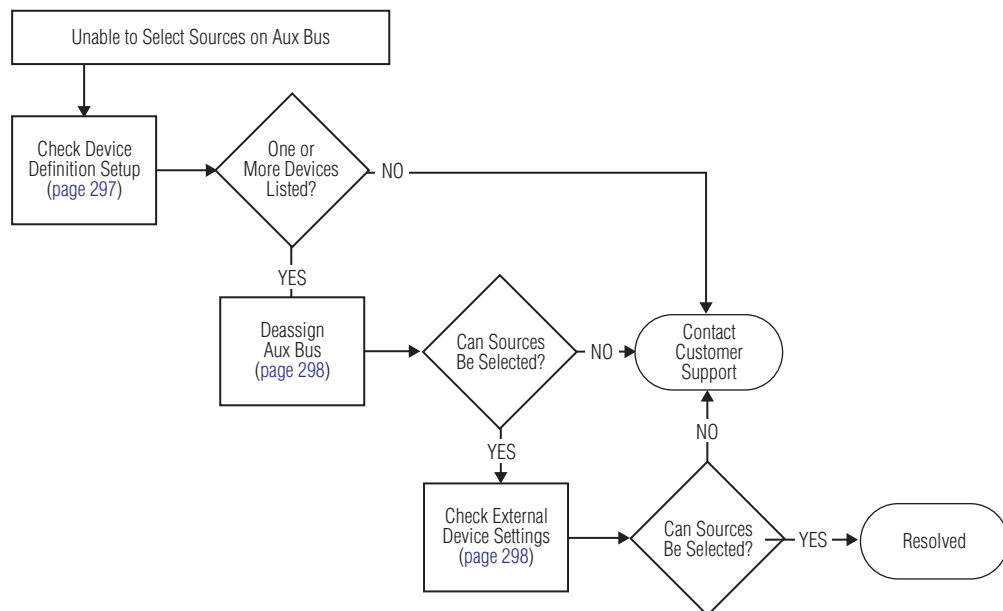 Unable to Select Sources on Aux Bus
Check Device
Definition Setup
(page 297)
One or
More Devices
Listed?
NO
YES
Deassign
Aux Bus
(page 298)
Can Sources
Be Selected?
NO
Contact
Customer
Support
YES
NO
Check External
Device Settings
(page 298)
Can Sources
Be Selected?
YES
Resolved